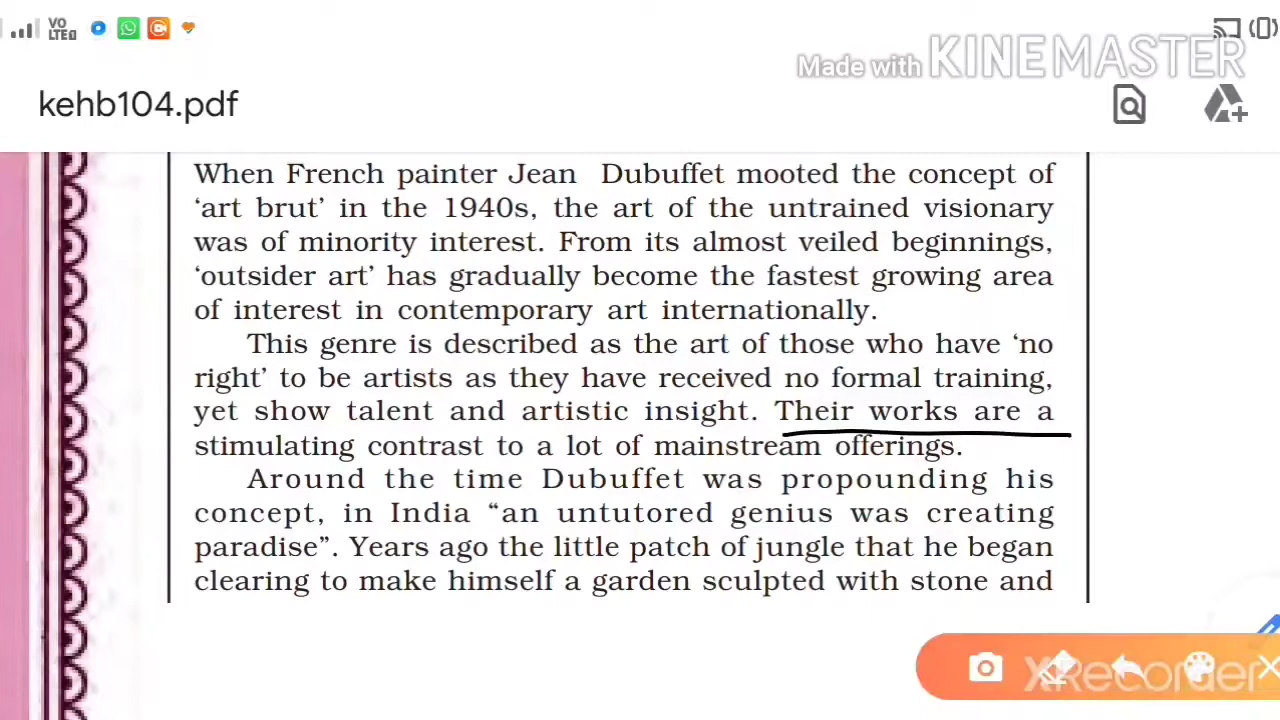 VO
LTE
Made with KINEMASTER
kehb104.pdf
When French painter Jean Dubuffet mooted the concept of
‘art brut’ in the 1940s, the art of the untrained visionary
was of minority interest. From its almost veiled beginnings,
‘outsider art’ has gradually become the fastest growing area
of interest in contemporary art internationally.
This genre is described as the art of those who have ‘no
right’ to be artists as they have received no formal training,
yet show talent and artistic insight. Their works are a
stimulating contrast to a lot of mainstream offerings.
Around the time Dubuffet was propounding his
concept, in India “an untutored genius was creating
paradise”. Years ago the little patch of jungle that he began
clearing to make himself a garden sculpted with stone and
XRecorder